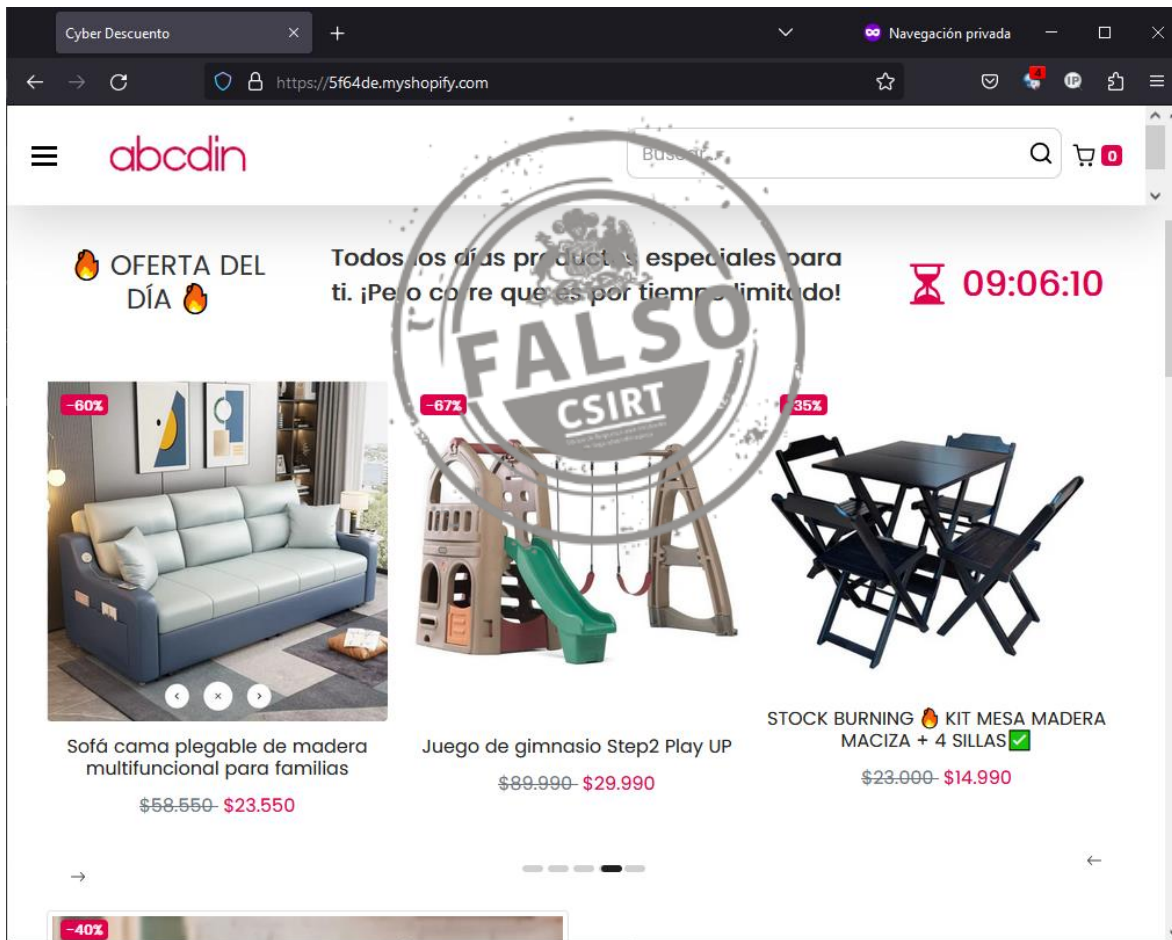 Cyber Descuento
Navegación privada
https://5f64de.myshopify.com
4
IP
abcdin
Buscar...
0
🔥 OFERTA DEL
DÍA 🔥
Todos los días productos especiales para
ti. ¡Pero corre que es por tiempo limitado!
09:06:10
FALSO
CSIRT
-60%
-67%
-35%
Sofá cama plegable de madera
multifuncional para familias
$58.550 $23.550
Juego de gimnasio Step2 Play UP
$89.990 $29.990
STOCK BURNING 🔥 KIT MESA MADERA
MACIZA + 4 SILLAS✅
$23.000 $14.990
-40%